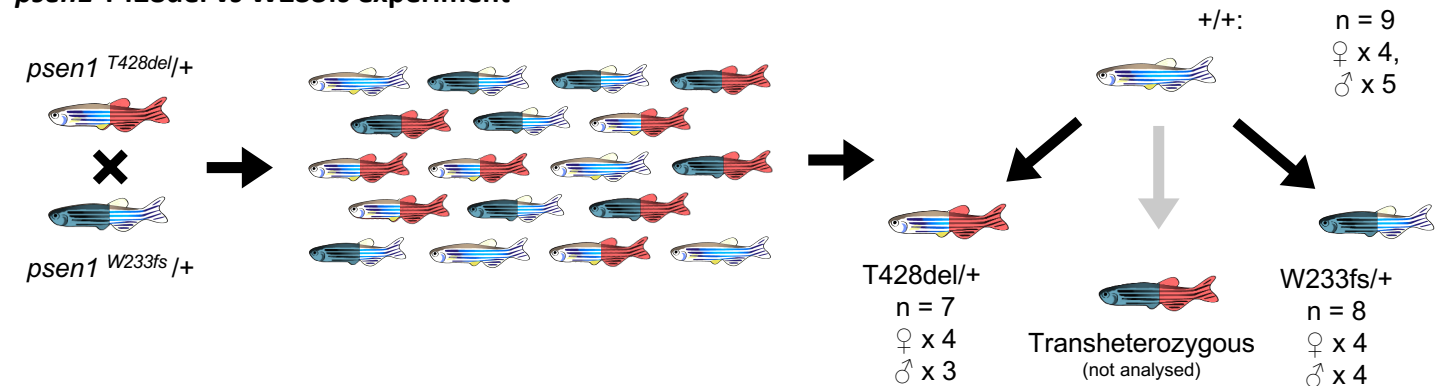 psen1 T428del vs W233fs experiment
psen1 T428del/+
psen1 W233fs/+
+/+:
n = 9
♀ x 4,
♂ x 5
T428del/+
n = 7
♀ x 4
♂ x 3
Transheterozygous
(not analysed)
W233fs/+
n = 8
♀ x 4
♂ x 4